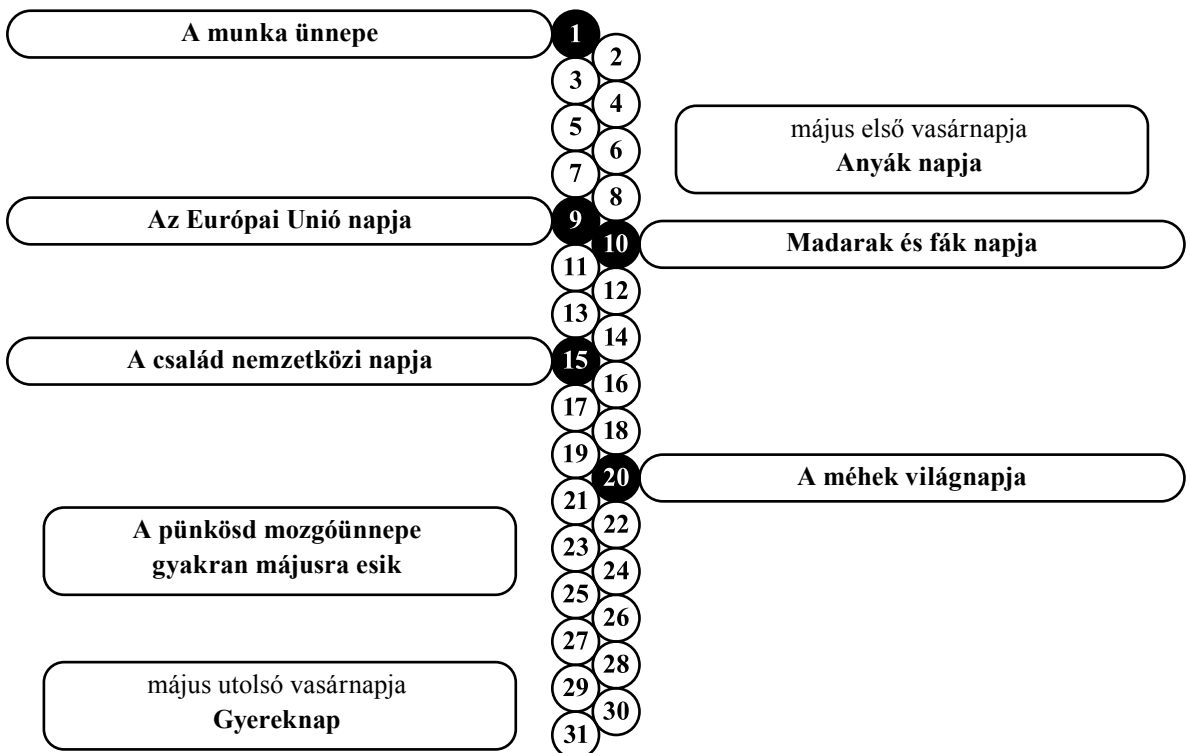 A munka ünnepe
1
2
3
4
5
május első vasárnapja
Anyák napja
6
7
8
Az Európai Unió napja
9
10
Madarak és fák napja
11
12
13
14
A család nemzetközi napja
15
16
17
18
19
20
A méhek világnapja
21
A pünkösd mozgóünnepe
gyakran májusra esik
22
23
24
25
26
27
28
május utolsó vasárnapja
Gyereknap
29
30
31